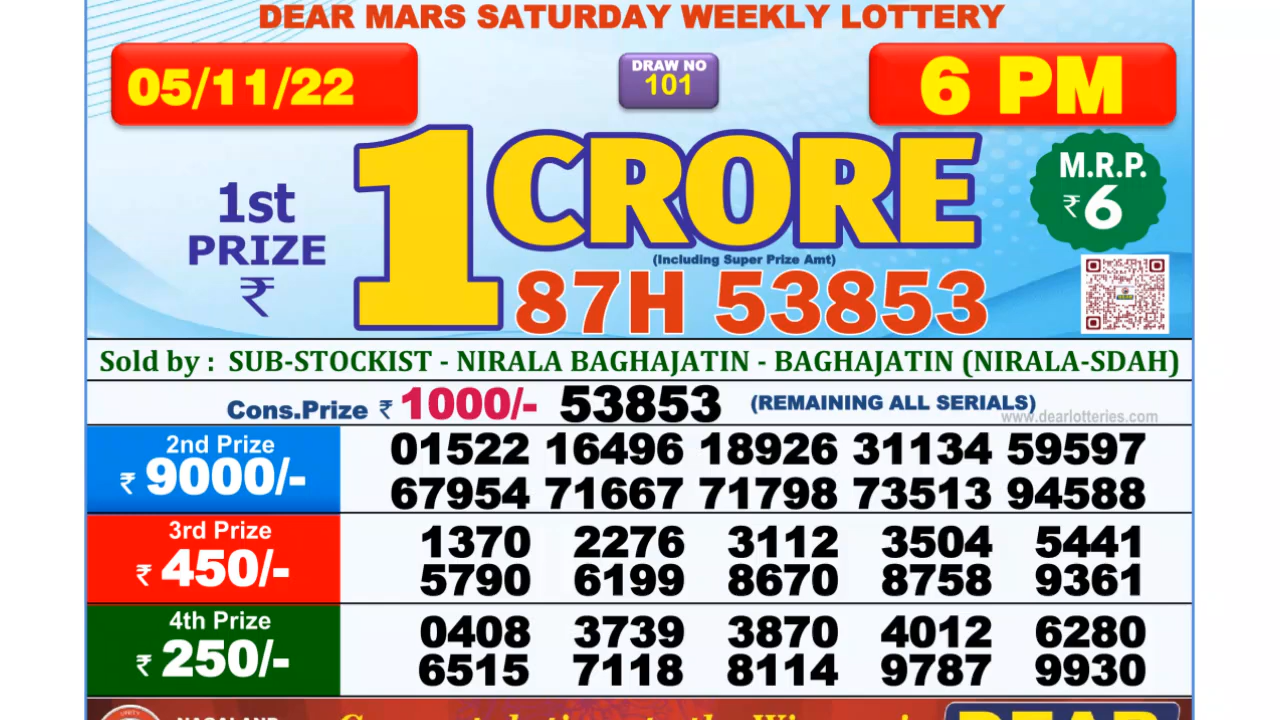 DEAR MARS SATURDAY WEEKLY LOTTERY
05/11/22
DRAW NO
101
6 PM
1st
PRIZE
₹
1 CRORE
(Including Super Prize Amt)
87H 53853
M.R.P.
₹6
Sold by : SUB-STOCKIST - NIRALA BAGHAJATIN - BAGHAJATIN (NIRALA-SDAH)
Cons.Prize ₹ 1000/- 53853 (REMAINING ALL SERIALS)
www.dearlotteries.com
2nd Prize
₹ 9000/-
01522 16496 18926 31134 59597
67954 71667 71798 73513 94588
3rd Prize
₹ 450/-
1370 2276 3112 3504 5441
5790 6199 8670 8758 9361
4th Prize
₹ 250/-
0408 3739 3870 4012 6280
6515 7118 8114 9787 9930
NAGALAND
DEAR